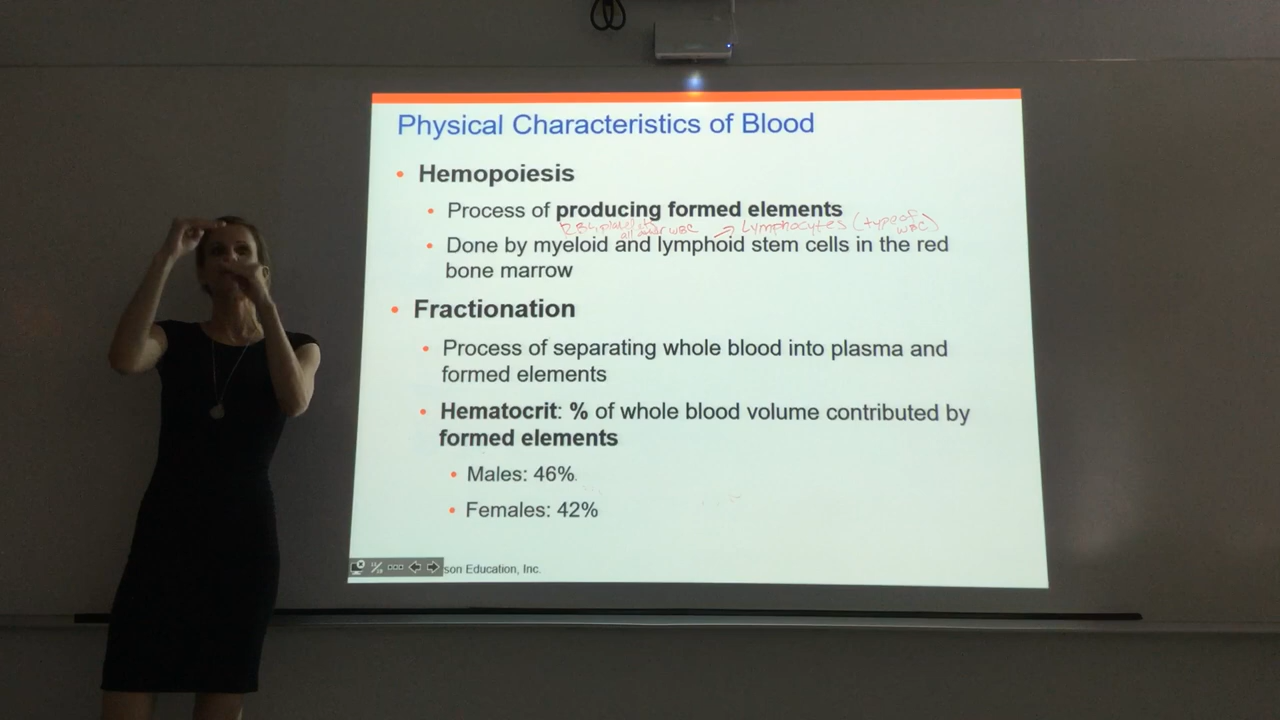 Physical Characteristics of Blood
• Hemopoiesis
• Process of producing formed elements
RBC, platelets → Lymphocytes (type of
all other WBC WBC)
• Done by myeloid and lymphoid stem cells in the red
bone marrow
• Fractionation
• Process of separating whole blood into plasma and
formed elements
• Hematocrit: % of whole blood volume contributed by
formed elements
• Males: 46%
• Females: 42%
son Education, Inc.